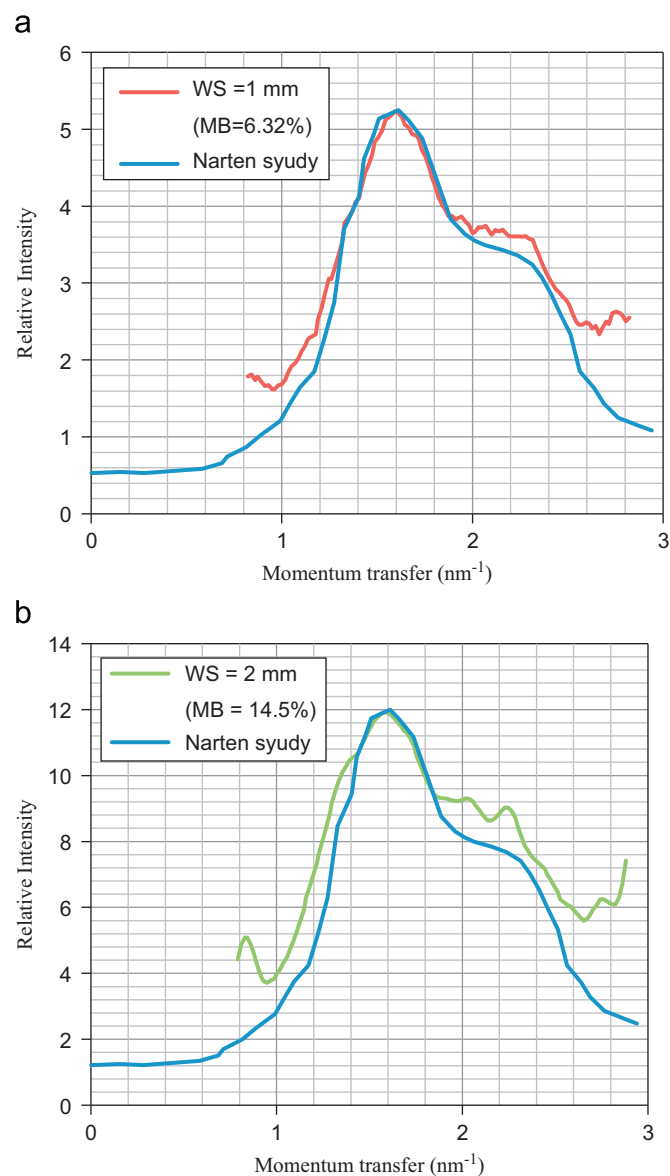 a
6
5
4
3
2
1
0
Relative Intensity
WS =1 mm
(MB=6.32%)
Narten syudy
0 1 2 3
Momentum transfer (nm⁻¹)
b
14
12
10
8
6
4
2
0
Relative Intensity
WS = 2 mm
(MB = 14.5%)
Narten syudy
0 1 2 3
Momentum transfer (nm⁻¹)